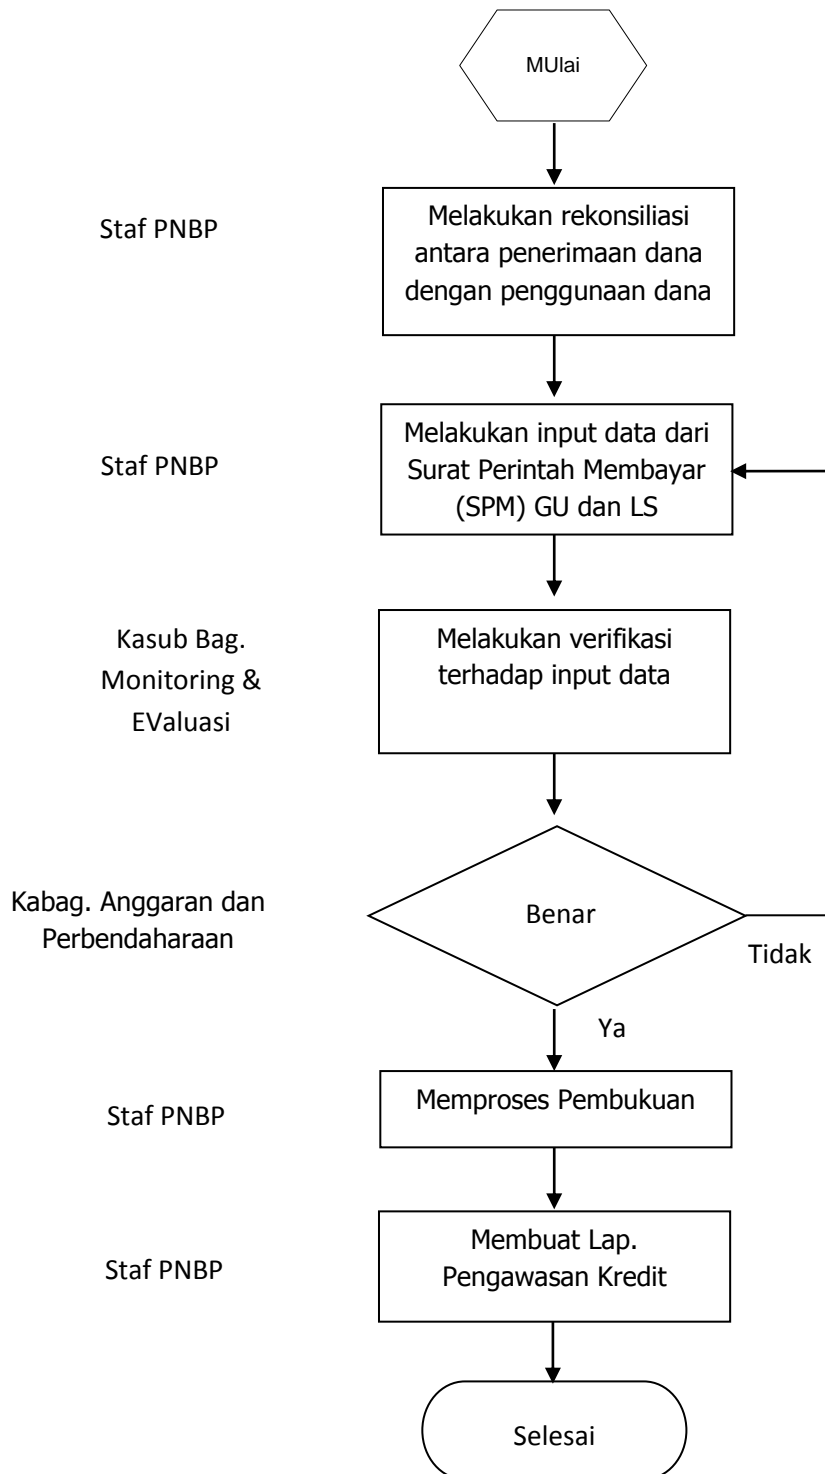 MUlai
Staf PNBP
Melakukan rekonsiliasi
antara penerimaan dana
dengan penggunaan dana
Staf PNBP
Melakukan input data dari
Surat Perintah Membayar
(SPM) GU dan LS
Kasub Bag.
Monitoring &
EValuasi
Melakukan verifikasi
terhadap input data
Kabag. Anggaran dan
Perbendaharaan
Benar
Tidak
Ya
Staf PNBP
Memproses Pembukuan
Staf PNBP
Membuat Lap.
Pengawasan Kredit
Selesai